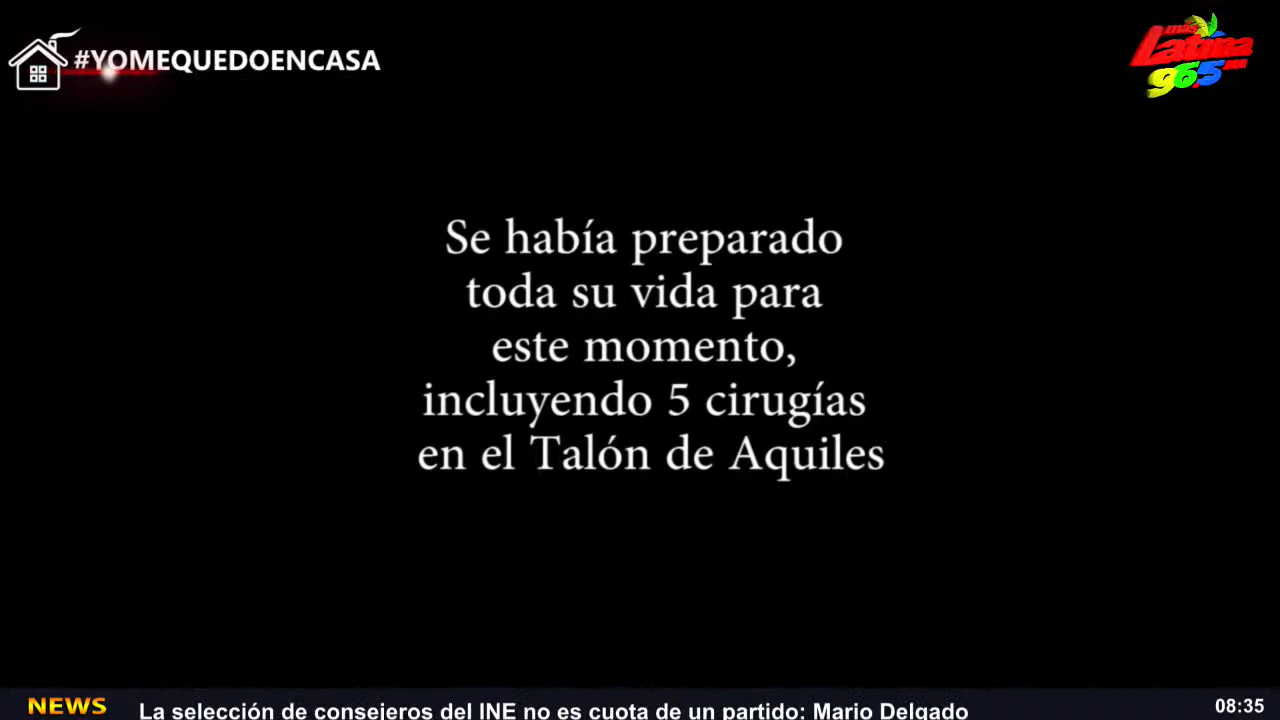 #YOMEQUEDOENCASA
más
Latina
96.5 FM
Se había preparado
toda su vida para
este momento,
incluyendo 5 cirugías
en el Talón de Aquiles
NEWS
La selección de consejeros del INE no es cuota de un partido: Mario Delgado
08:35